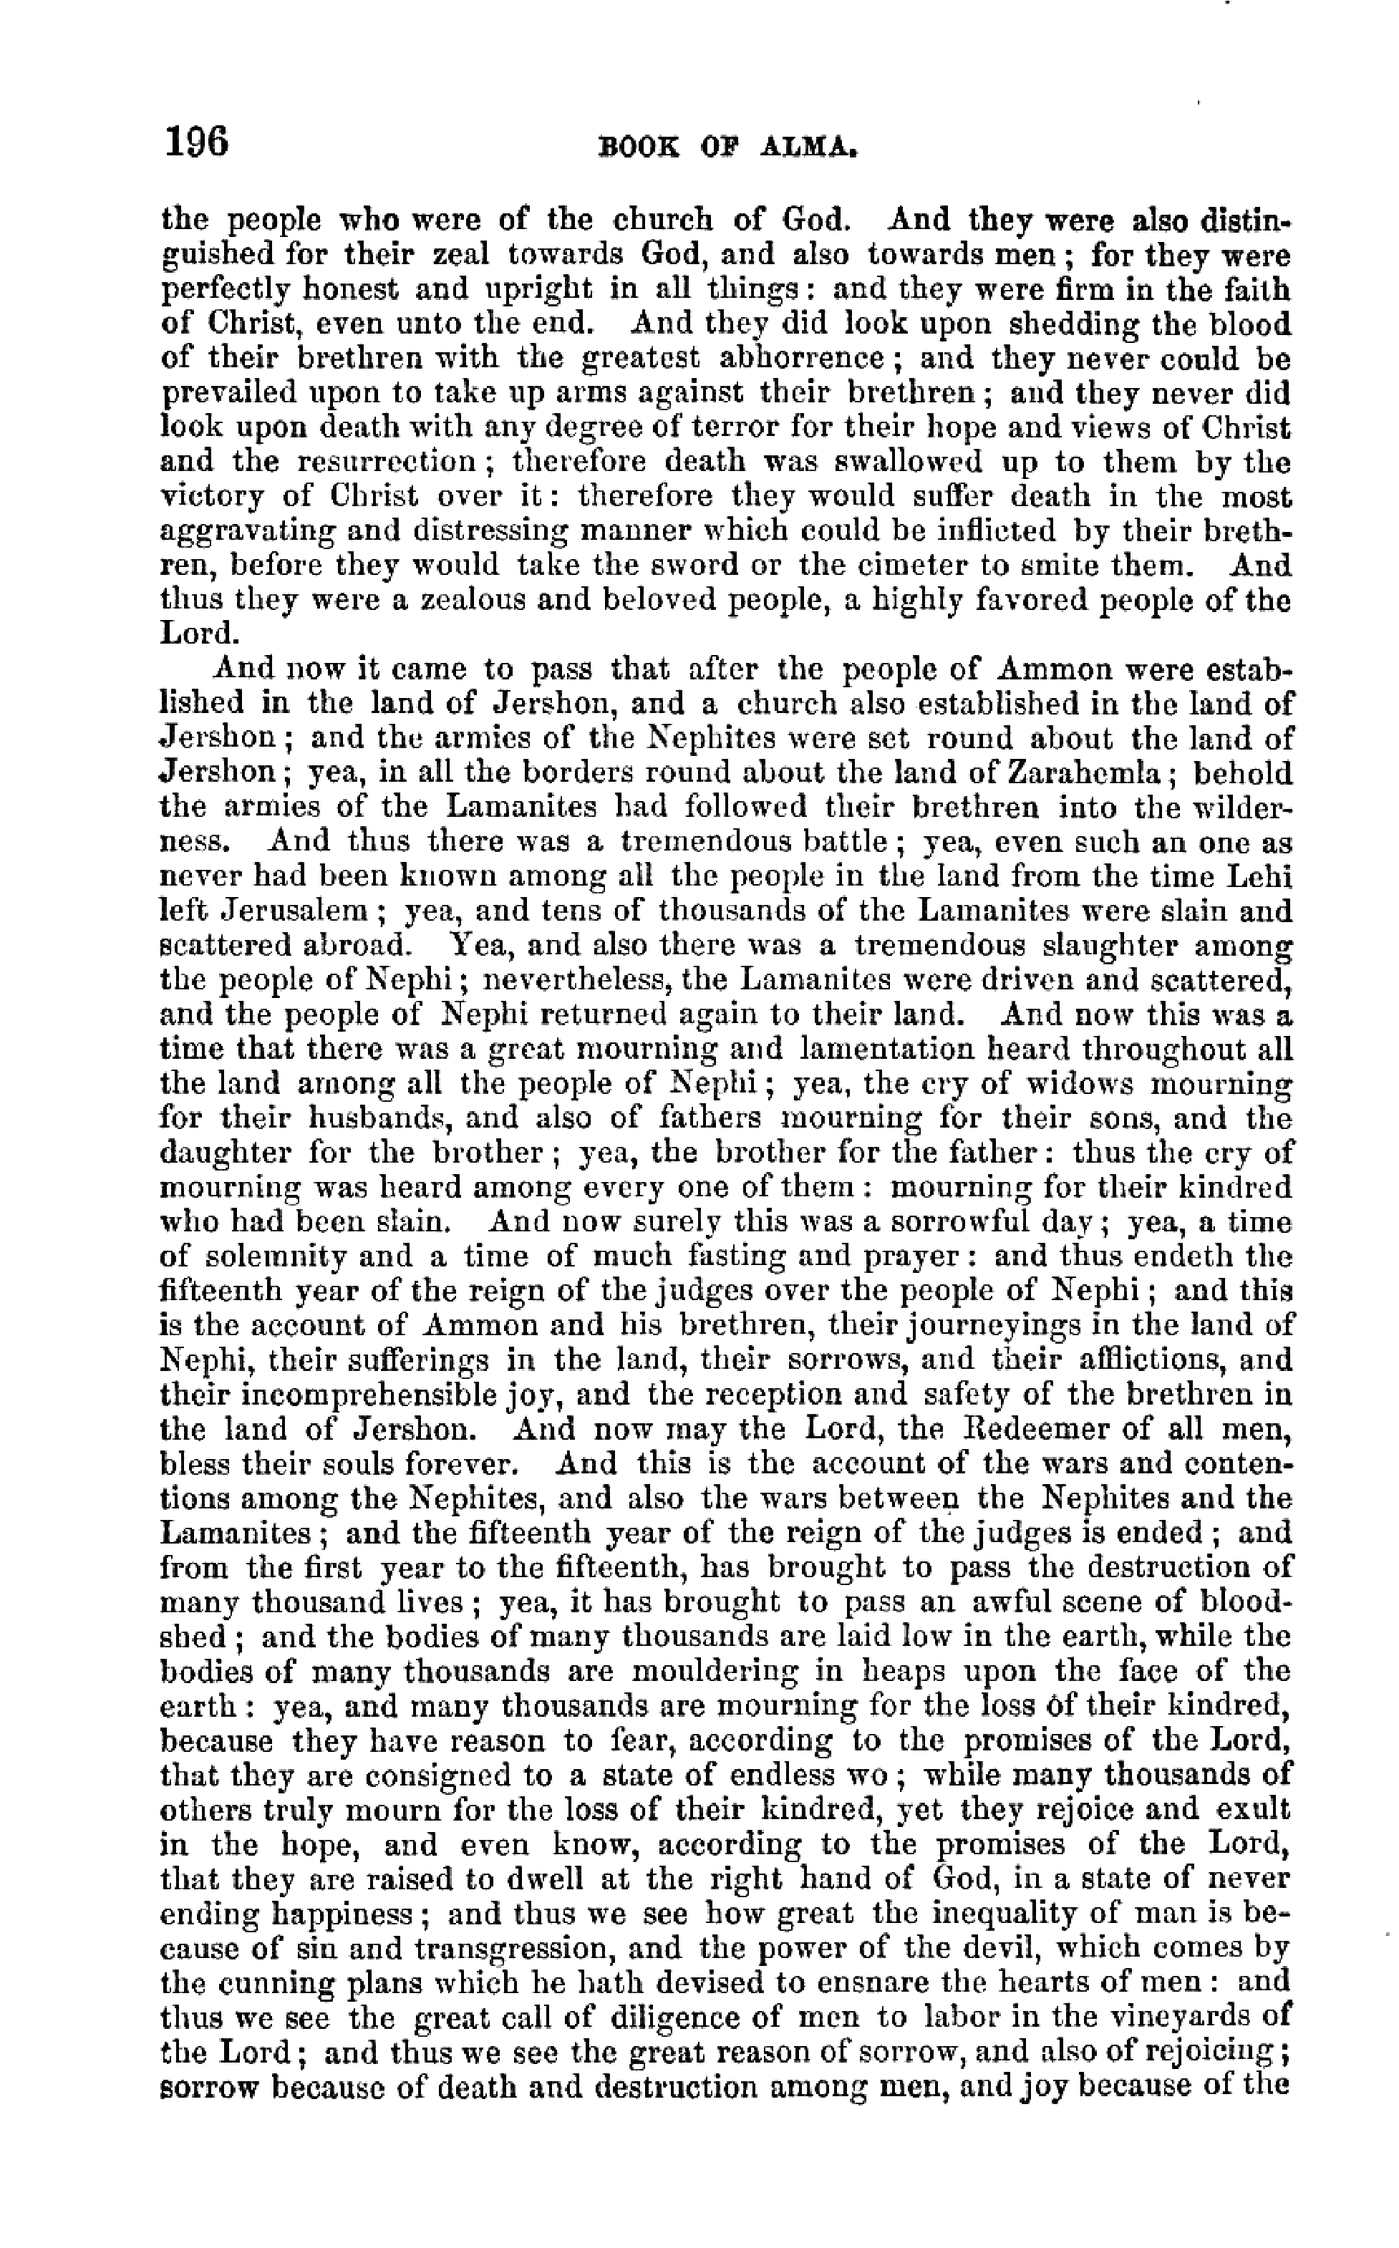 196 BOOK OF ALMA.
the people who were of the church of God. And they were also distin-
guished for their zeal towards God, and also towards men; for they were
perfectly honest and upright in all things: and they were firm in the faith
of Christ, even unto the end. And they did look upon shedding the blood
of their brethren with the greatest abhorrence; and they never could be
prevailed upon to take up arms against their brethren; and they never did
look upon death with any degree of terror for their hope and views of Christ
and the resurrection; therefore death was swallowed up to them by the
victory of Christ over it: therefore they would suffer death in the most
aggravating and distressing manner which could be inflicted by their breth-
ren, before they would take the sword or the cimeter to smite them. And
thus they were a zealous and beloved people, a highly favored people of the
Lord.
And now it came to pass that after the people of Ammon were estab-
lished in the land of Jershon, and a church also established in the land of
Jershon; and the armies of the Nephites were set round about the land of
Jershon; yea, in all the borders round about the land of Zarahemla; behold
the armies of the Lamanites had followed their brethren into the wilder-
ness. And thus there was a tremendous battle; yea, even such an one as
never had been known among all the people in the land from the time Lehi
left Jerusalem; yea, and tens of thousands of the Lamanites were slain and
scattered abroad. Yea, and also there was a tremendous slaughter among
the people of Nephi; nevertheless, the Lamanites were driven and scattered,
and the people of Nephi returned again to their land. And now this was a
time that there was a great mourning and lamentation heard throughout all
the land among all the people of Nephi; yea, the cry of widows mourning
for their husbands, and also of fathers mourning for their sons, and the
daughter for the brother; yea, the brother for the father: thus the cry of
mourning was heard among every one of them: mourning for their kindred
who had been slain. And now surely this was a sorrowful day; yea, a time
of solemnity and a time of much fasting and prayer: and thus endeth the
fifteenth year of the reign of the judges over the people of Nephi; and this
is the account of Ammon and his brethren, their journeyings in the land of
Nephi, their sufferings in the land, their sorrows, and their afflictions, and
their incomprehensible joy, and the reception and safety of the brethren in
the land of Jershon. And now may the Lord, the Redeemer of all men,
bless their souls forever. And this is the account of the wars and conten-
tions among the Nephites, and also the wars between the Nephites and the
Lamanites; and the fifteenth year of the reign of the judges is ended; and
from the first year to the fifteenth, has brought to pass the destruction of
many thousand lives; yea, it has brought to pass an awful scene of blood-
shed; and the bodies of many thousands are laid low in the earth, while the
bodies of many thousands are mouldering in heaps upon the face of the
earth: yea, and many thousands are mourning for the loss of their kindred,
because they have reason to fear, according to the promises of the Lord,
that they are consigned to a state of endless wo; while many thousands of
others truly mourn for the loss of their kindred, yet they rejoice and exult
in the hope, and even know, according to the promises of the Lord,
that they are raised to dwell at the right hand of God, in a state of never
ending happiness; and thus we see how great the inequality of man is be-
cause of sin and transgression, and the power of the devil, which comes by
the cunning plans which he hath devised to ensnare the hearts of men: and
thus we see the great call of diligence of men to labor in the vineyards of
the Lord; and thus we see the great reason of sorrow, and also of rejoicing;
sorrow because of death and destruction among men, and joy because of the